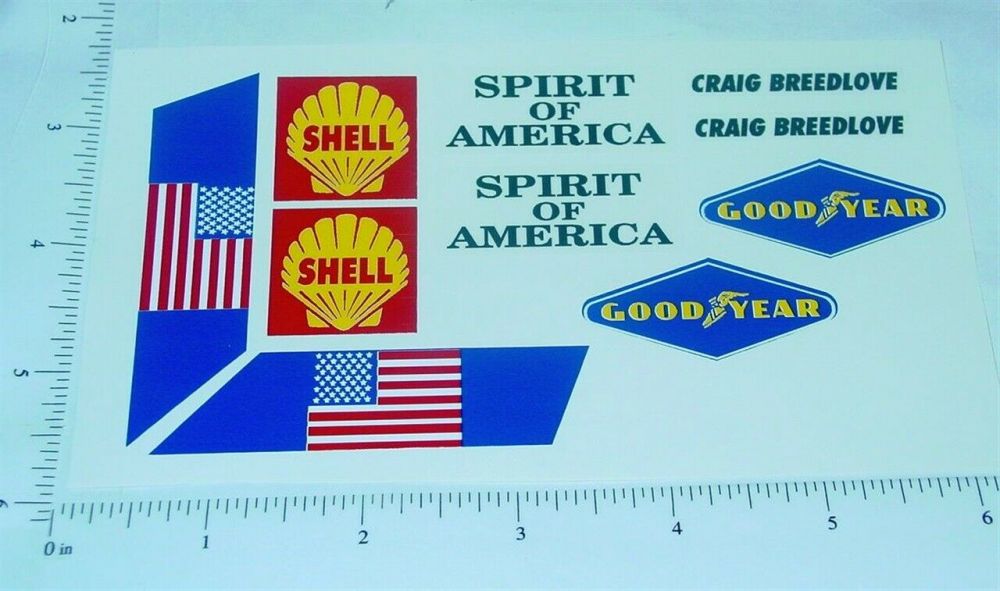 SHELL
SHELL
SPIRIT
OF
AMERICA
SPIRIT
OF
AMERICA
CRAIG BREEDLOVE
CRAIG BREEDLOVE
GOOD YEAR
GOOD YEAR
2
3
4
5
6
0 in
1
2
3
4
5
6